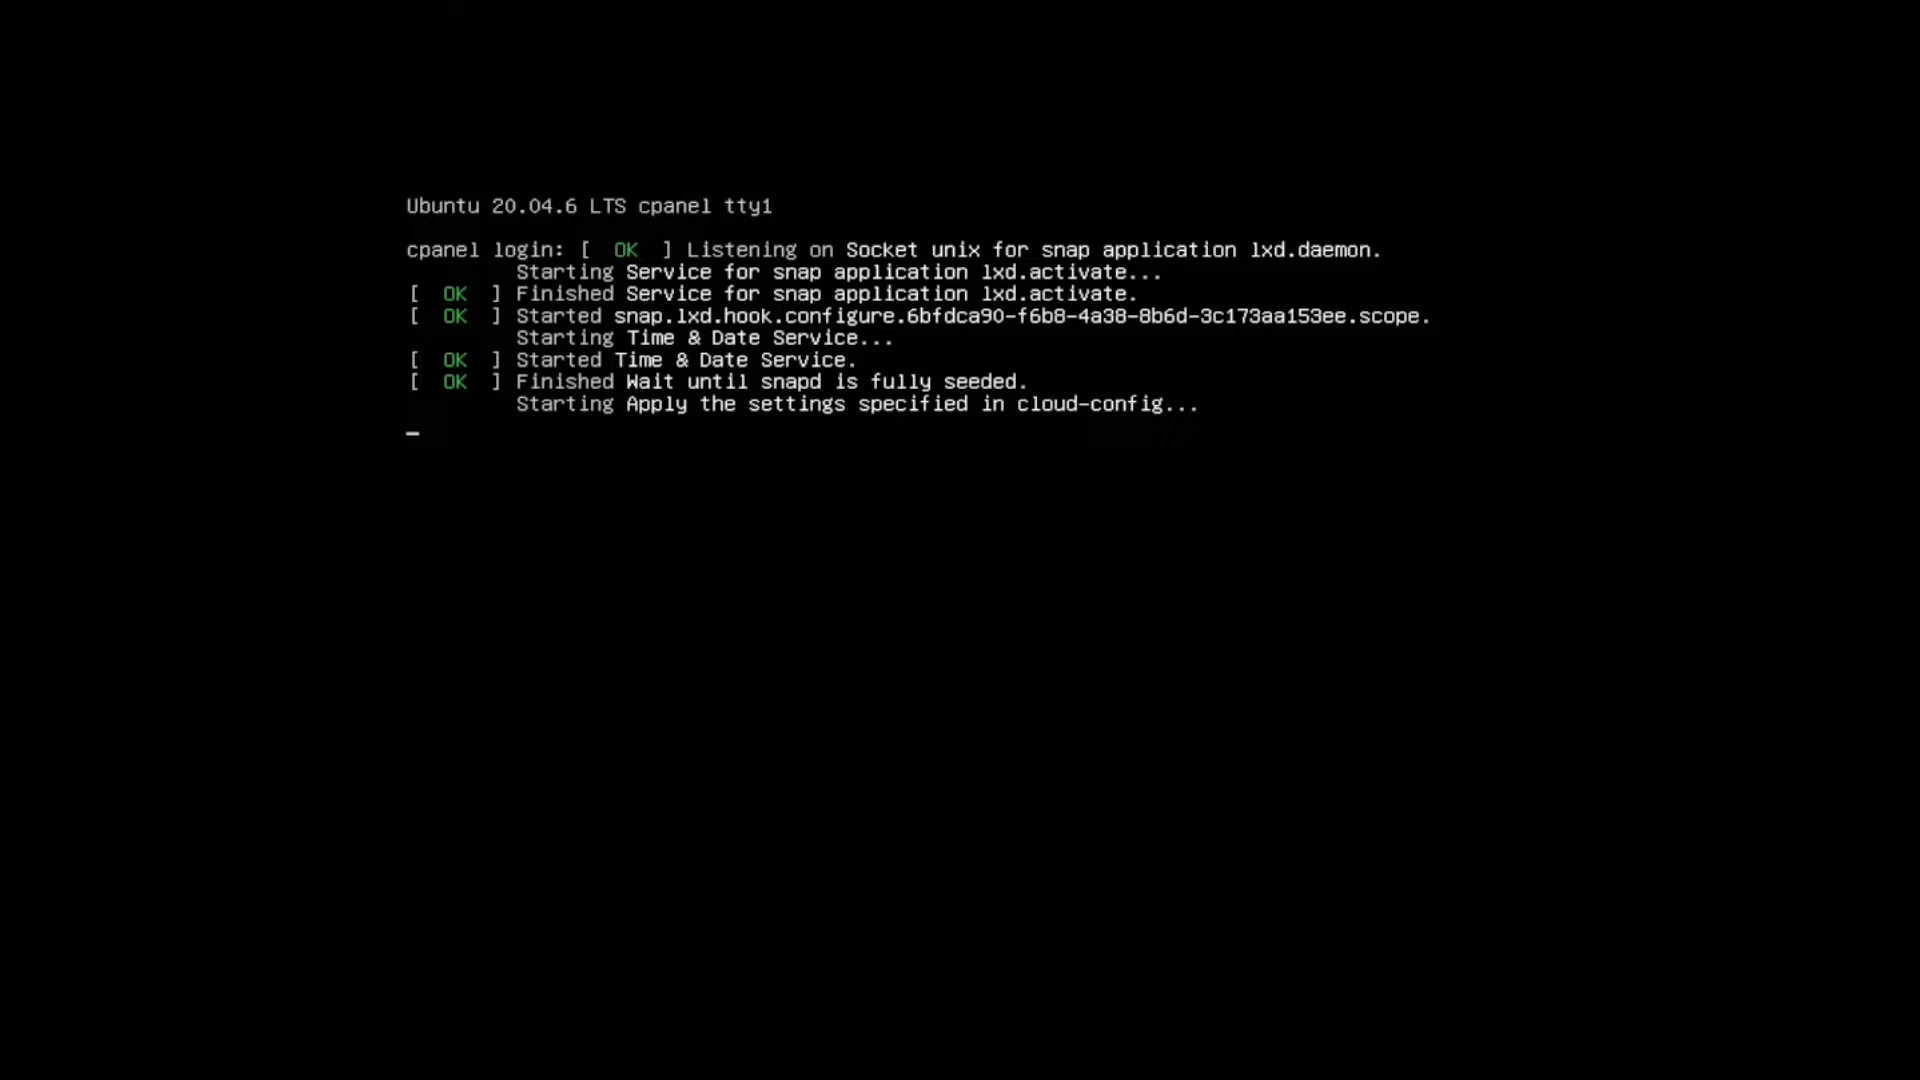 Ubuntu 20.04.6 LTS cpanel tty1
cpanel login: [  OK  ] Listening on Socket unix for snap application lxd.daemon.
         Starting Service for snap application lxd.activate...
[  OK  ] Finished Service for snap application lxd.activate.
[  OK  ] Started snap.lxd.hook.configure.6bfdca90-f6b8-4a38-8b6d-3c173aa153ee.scope.
         Starting Time & Date Service...
[  OK  ] Started Time & Date Service.
[  OK  ] Finished Wait until snapd is fully seeded.
         Starting Apply the settings specified in cloud-config...